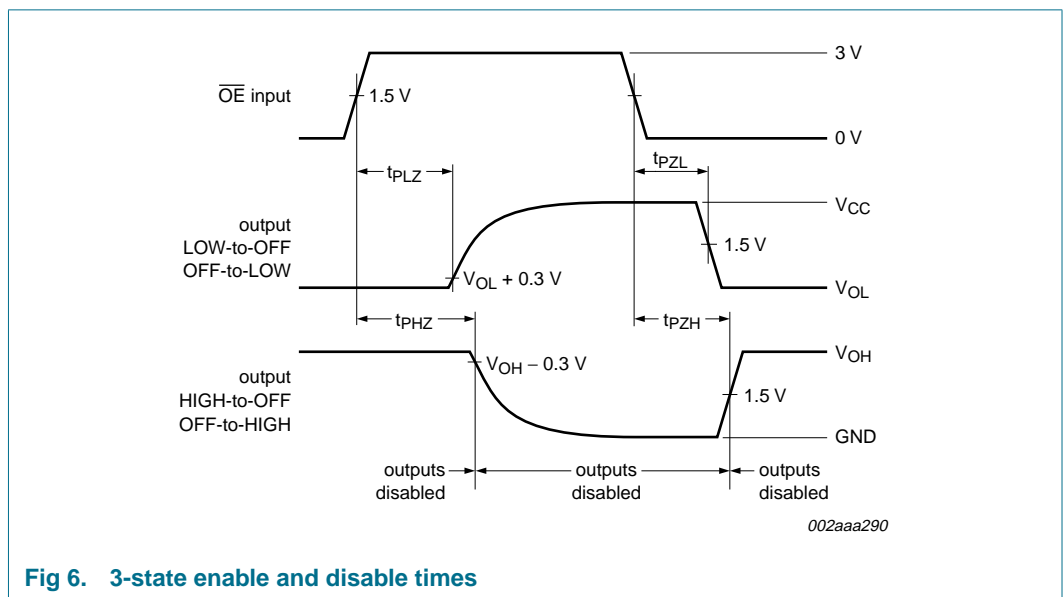 3 V
OE input
1.5 V
0 V
tPLZ
tPZL
VCC
output
LOW-to-OFF
OFF-to-LOW
1.5 V
VOL + 0.3 V
VOL
tPHZ
tPZH
VOH
VOH − 0.3 V
output
HIGH-to-OFF
OFF-to-HIGH
1.5 V
GND
outputs
disabled
outputs
disabled
outputs
disabled
002aaa290
Fig 6. 3-state enable and disable times